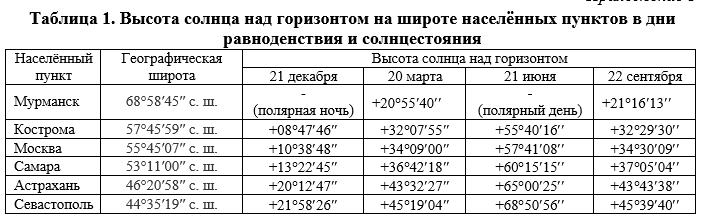 Таблица 1. Высота солнца над горизонтом на широте населённых пунктов в дни
равноденствия и солнцестояния
Населённый пункт Географическая широта Высота солнца над горизонтом
21 декабря 20 марта 21 июня 22 сентября
Мурманск 68°58′45″ с. ш. - (полярная ночь) +20°55′40′′ - (полярный день) +21°16′13′′
Кострома 57°45′59″ с. ш. +08°47′46″ +32°07′55″ +55°40′16′′ +32°29′30′′
Москва 55°45′07″ с. ш. +10°38′48″ +34°09′00″ +57°41′08″ +34°30′09″
Самара 53°11′00″ с. ш. +13°22′45″ +36°42′18″ +60°15′15′′ +37°05′04′′
Астрахань 46°20′58″ с. ш. +20°12′47″ +43°32′27″ +65°00′25′′ +43°43′38′′
Севастополь 44°35′19″ с. ш. +21°58′26″ +45°19′04′′ +68°50′56″ +45°39′40′′